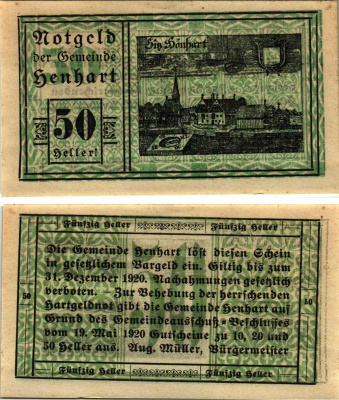 Notgeld
der Gemeinde
Henhart
50
Heller!
Sitz Hönhart
Fünfzig Heller Fünfzig Heller
Die Gemeinde Henhart löst diesen Schein
in gesetzlichem Bargeld ein. Giltig bis zum
31. Dezember 1920. Nachahmungen gesetzlich
verboten. Zur Behebung der herrschenden
Hartgeldnot gibt die Gemeinde Henhart auf
Grund des Gemeindeausschuß-Beschlusses
vom 19. Mai 1920 Gutscheine zu 10, 20 und
50 Heller aus. Aug. Müller, Bürgermeister
50 50
Fünfzig Heller Fünfzig Heller